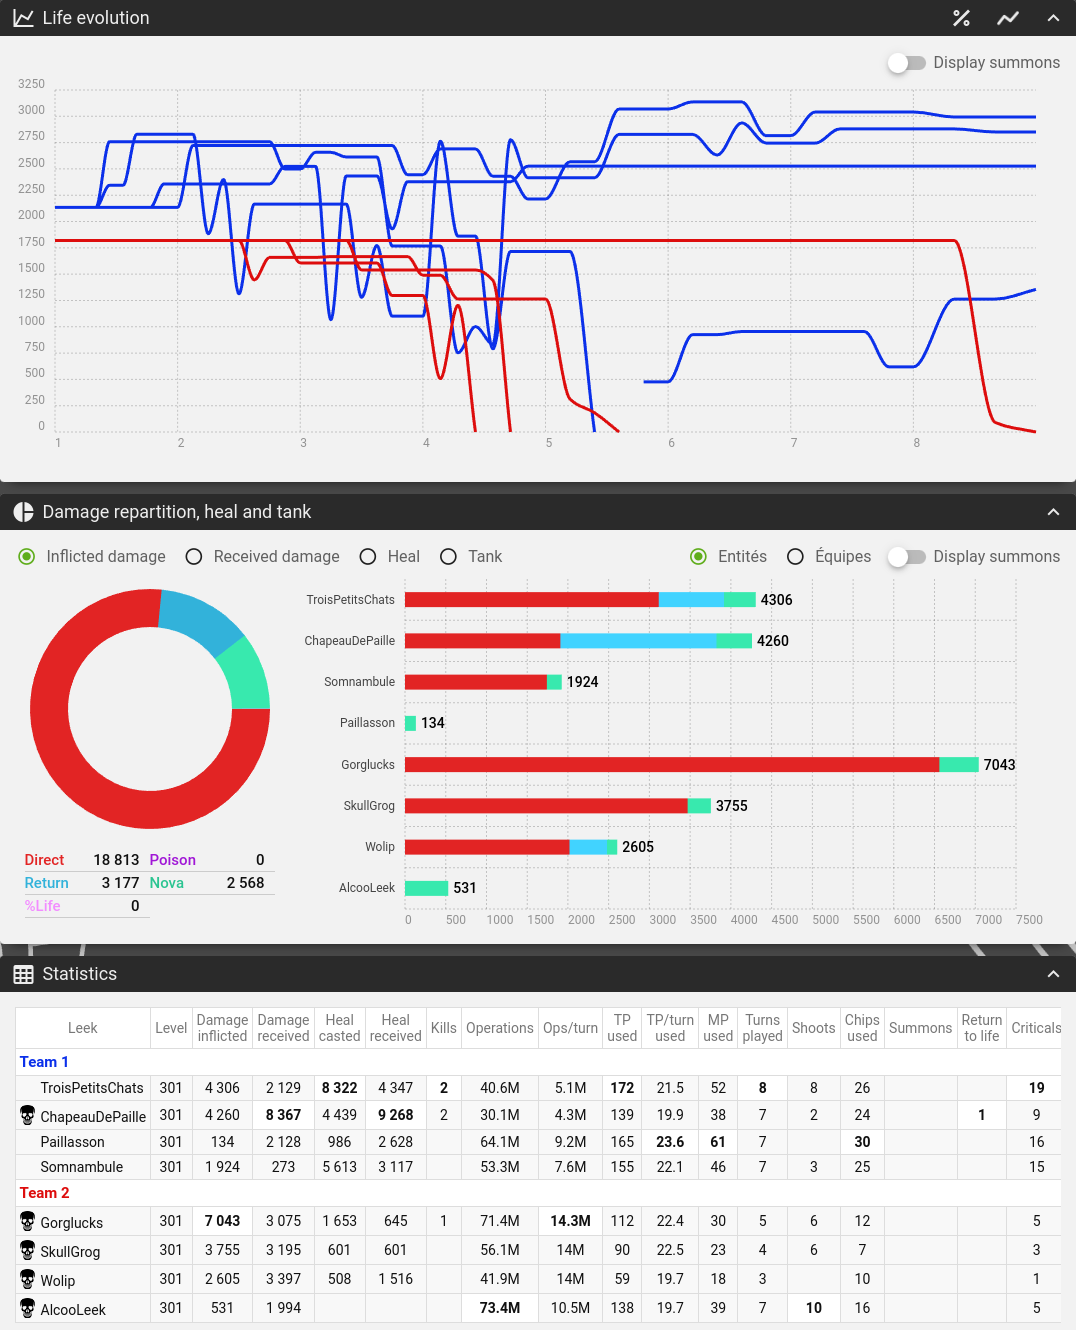 Life evolution
Display summons
3250
3000
2750
2500
2250
2000
1750
1500
1250
1000
750
500
250
0
1 2 3 4 5 6 7 8
Damage repartition, heal and tank
Inflicted damage Received damage Heal Tank Entités Équipes Display summons
TroisPetitsChats 4306
ChapeauDePaille 4260
Somnambule 1924
Paillasson 134
Gorglucks 7043
SkullGrog 3755
Wolip 2605
AlcooLeek 531
0 500 1000 1500 2000 2500 3000 3500 4000 4500 5000 5500 6000 6500 7000 7500
Direct 18 813 Poison 0
Return 3 177 Nova 2 568
%Life 0
Statistics
Leek Level Damage inflicted Damage received Heal casted Heal received Kills Operations Ops/turn TP used TP/turn used MP used Turns played Shoots Chips used Summons Return to life Criticals
Team 1
TroisPetitsChats 301 4 306 2 129 8 322 4 347 2 40.6M 5.1M 172 21.5 52 8 8 26 19
ChapeauDePaille 301 4 260 8 367 4 439 9 268 2 30.1M 4.3M 139 19.9 38 7 2 24 1 9
Paillasson 301 134 2 128 986 2 628 64.1M 9.2M 165 23.6 61 7 30 16
Somnambule 301 1 924 273 5 613 3 117 53.3M 7.6M 155 22.1 46 7 3 25 15
Team 2
Gorglucks 301 7 043 3 075 1 653 645 1 71.4M 14.3M 112 22.4 30 5 6 12 5
SkullGrog 301 3 755 3 195 601 601 56.1M 14M 90 22.5 23 4 6 7 3
Wolip 301 2 605 3 397 508 1 516 41.9M 14M 59 19.7 18 3 10 1
AlcooLeek 301 531 1 994 73.4M 10.5M 138 19.7 39 7 10 16 5